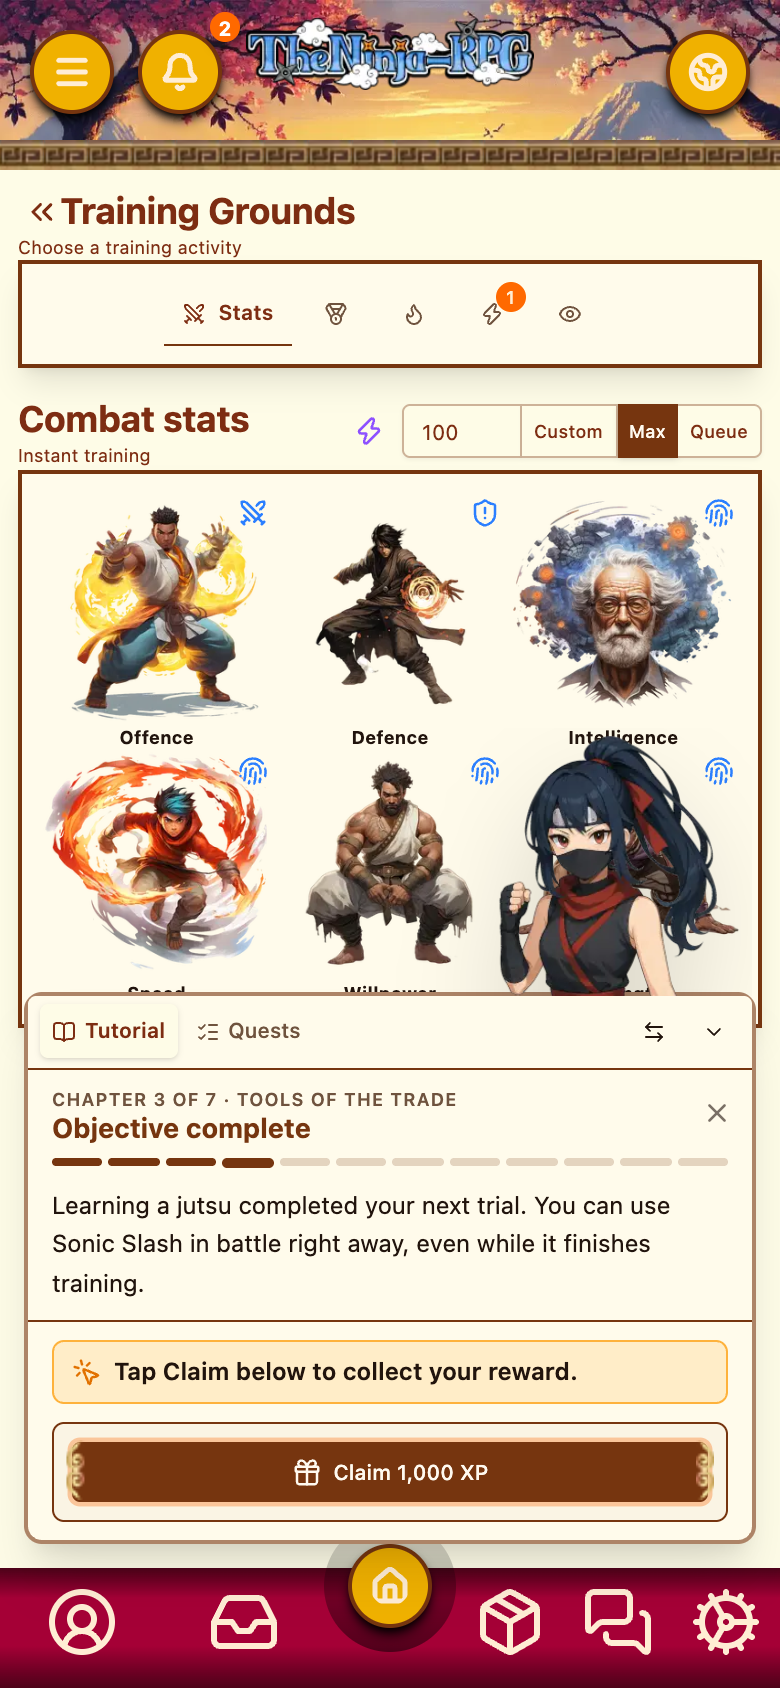 2
TheNinja-RPG
Training Grounds
Choose a training activity
Stats
1
Combat stats
Instant training
100
Custom
Max
Queue
Offence
Defence
Intelligence
Speed
Willpower
Tutorial
Quests
CHAPTER 3 OF 7 · TOOLS OF THE TRADE
Objective complete
Learning a jutsu completed your next trial. You can use
Sonic Slash in battle right away, even while it finishes
training.
Tap Claim below to collect your reward.
Claim 1,000 XP